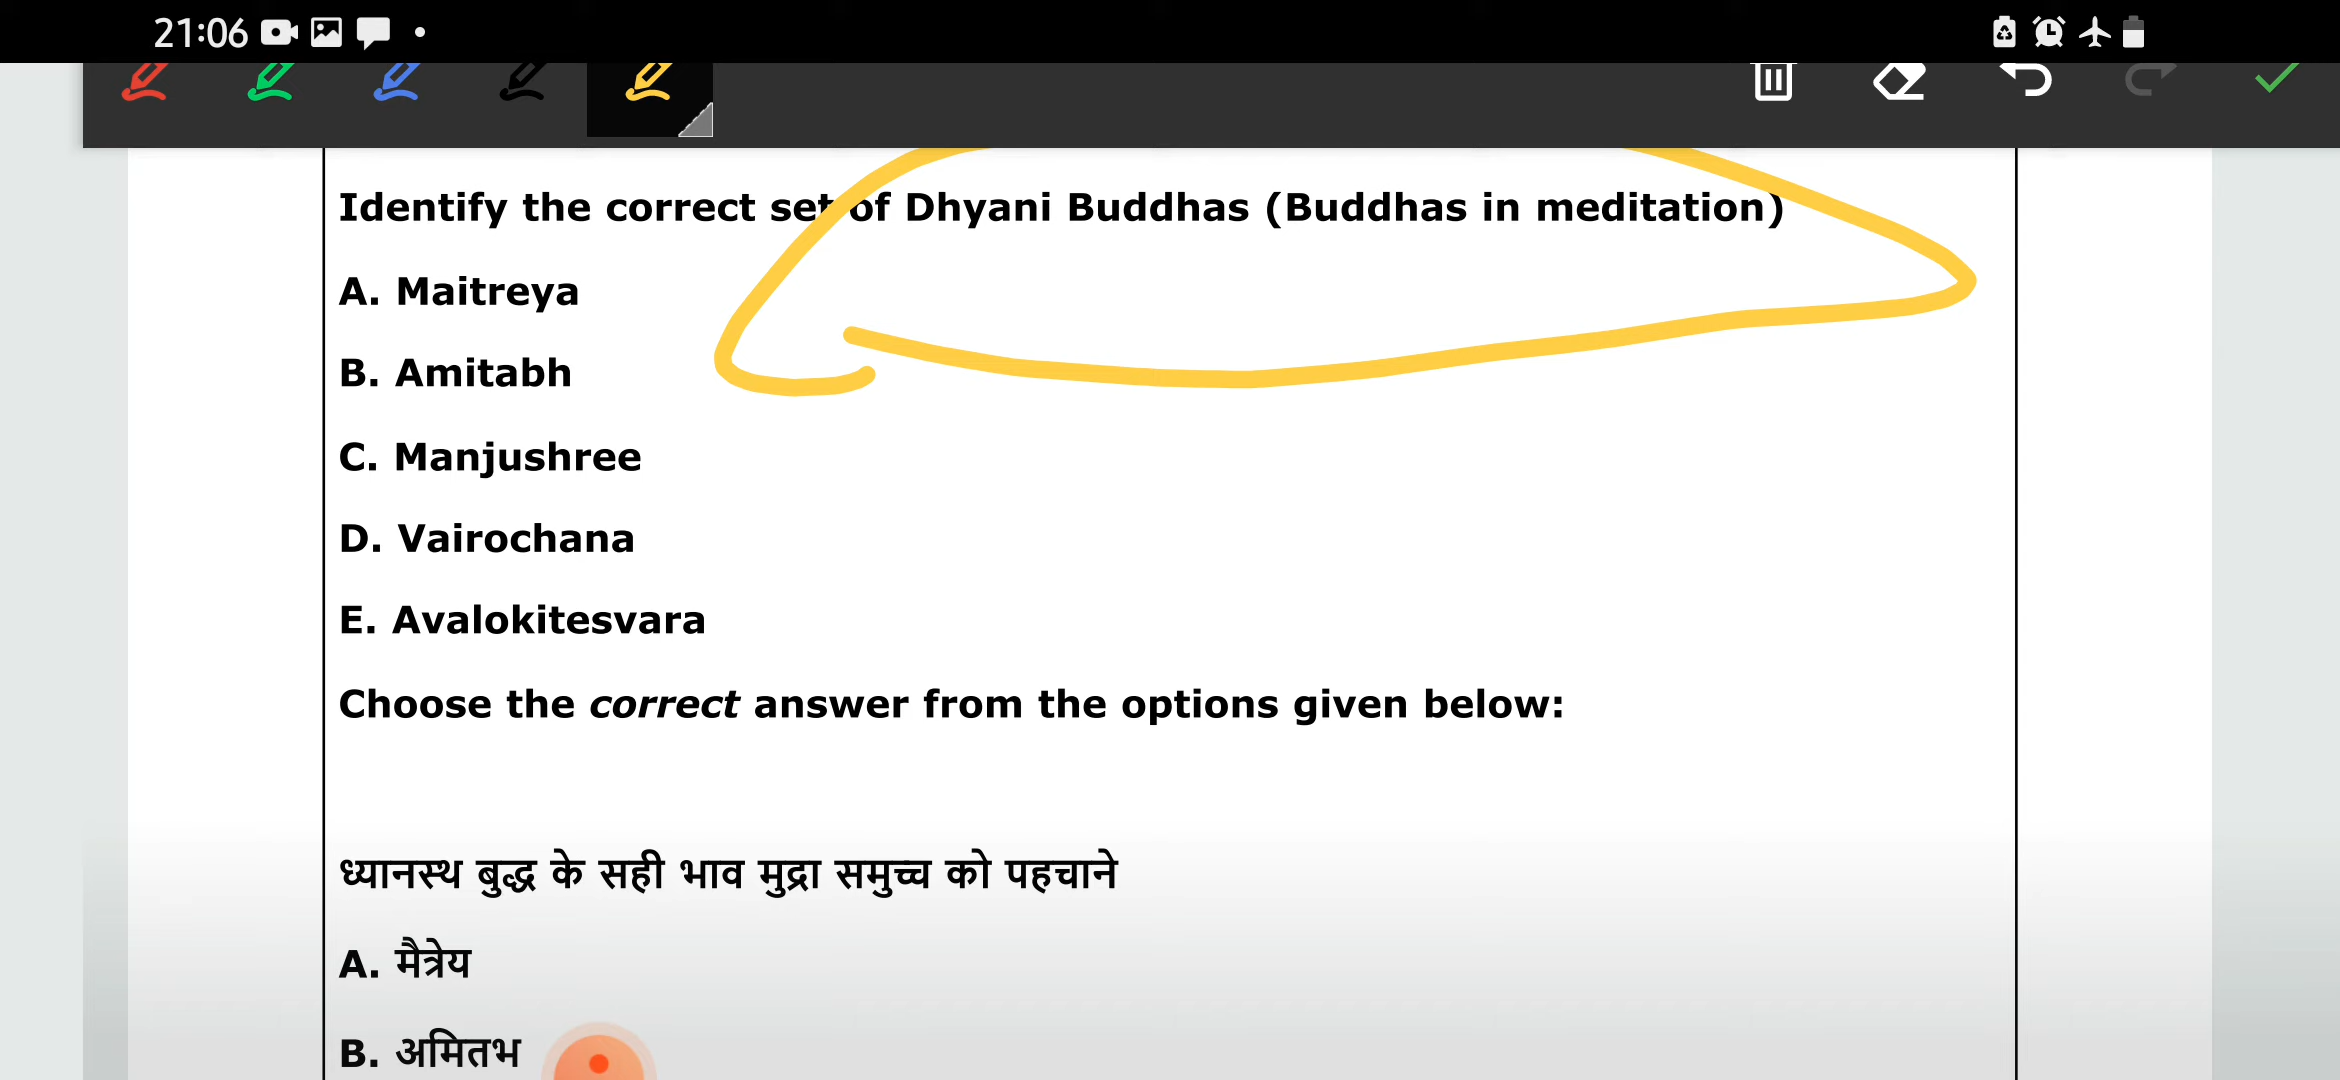 21:06
Identify the correct set of Dhyani Buddhas (Buddhas in meditation)
A. Maitreya
B. Amitabh
C. Manjushree
D. Vairochana
E. Avalokitesvara
Choose the correct answer from the options given below:
ध्यानस्थ बुद्ध के सही भाव मुद्रा समुच्च को पहचाने
A. मैत्रेय
B. अमितभ